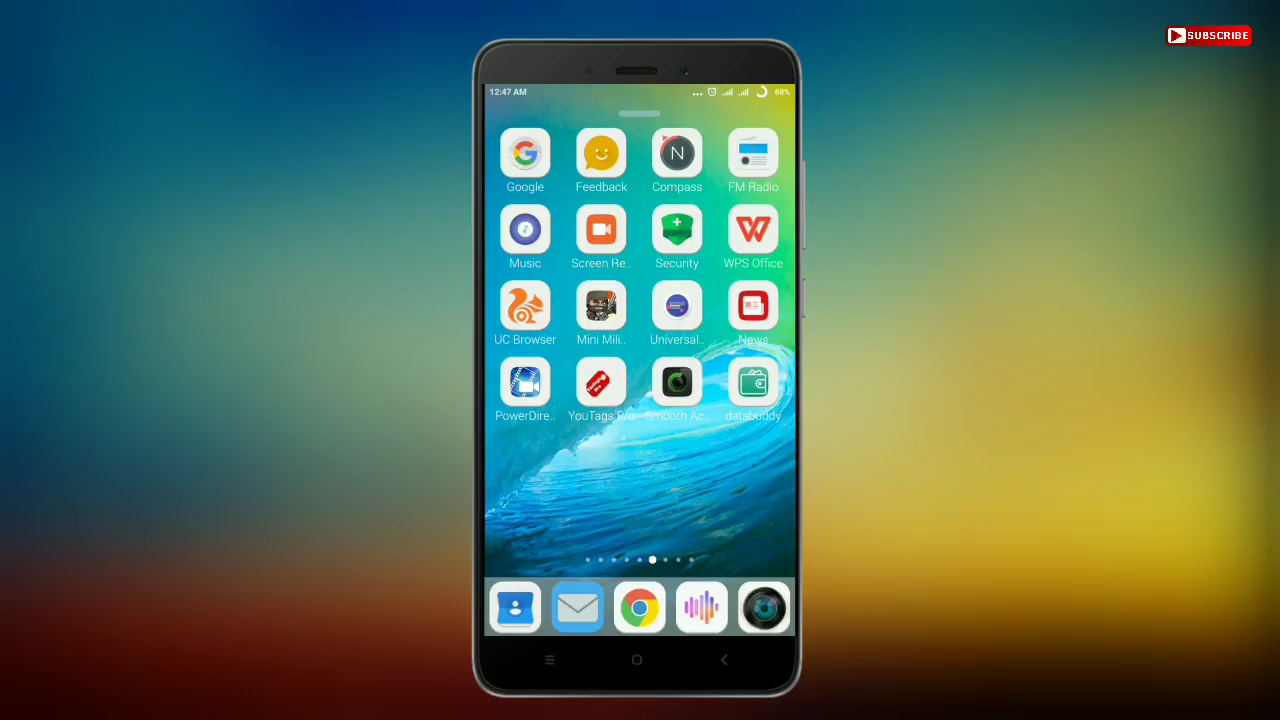 SUBSCRIBE
12:47 AM 68%
Google Feedback Compass FM Radio
Music Screen Re.. Security WPS Office
UC Browser Mini Mili.. Universal.. News
PowerDire.. YouTags Pro Smooth Ac.. databuddy